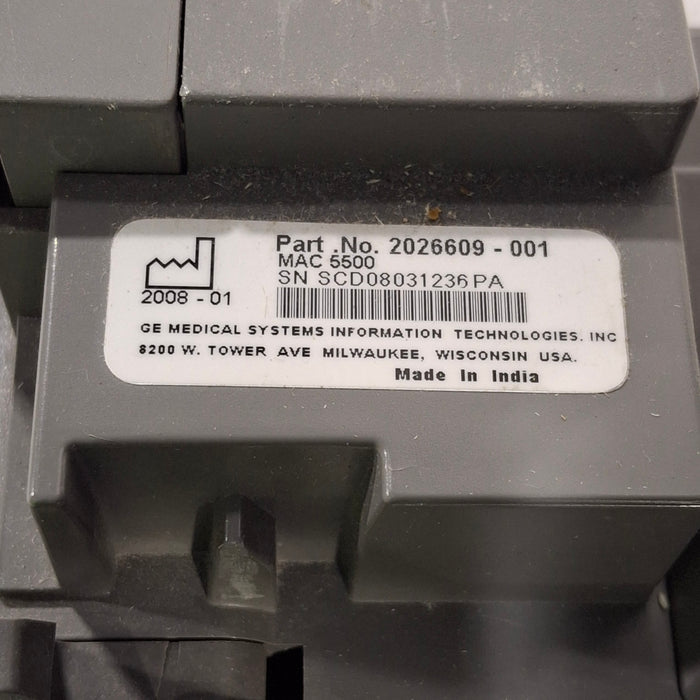 Part .No. 2026609 - 001
MAC 5500
SN SCD08031236PA
2008 - 01
GE MEDICAL SYSTEMS INFORMATION TECHNOLOGIES. INC
8200 W. TOWER AVE MILWAUKEE, WISCONSIN USA.
Made In India